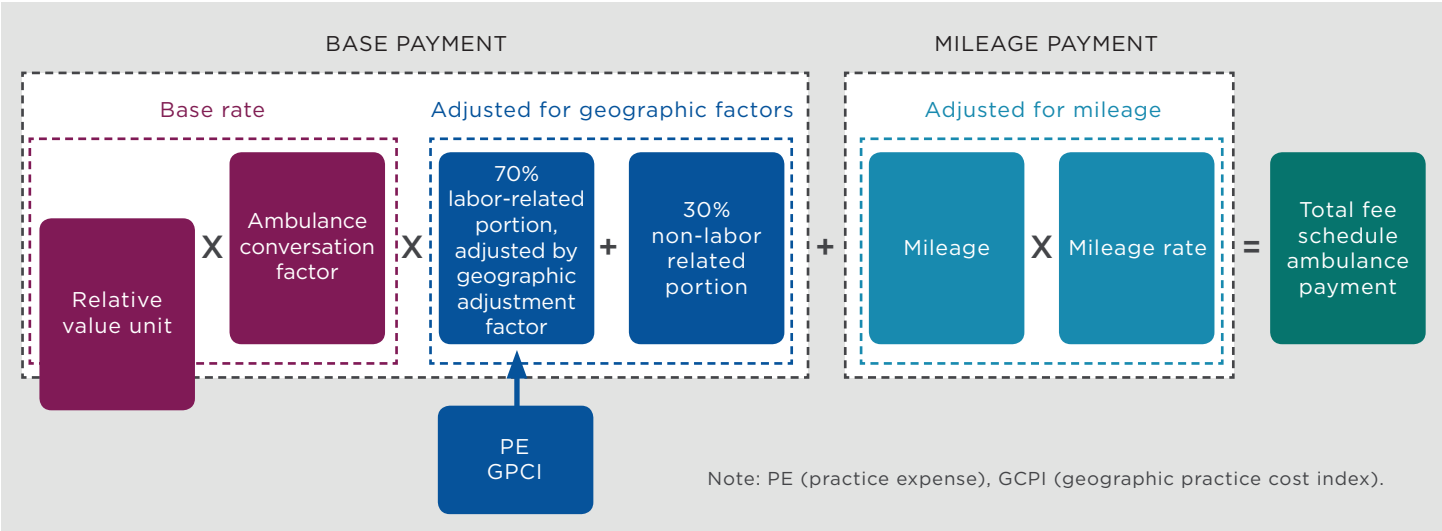 BASE PAYMENT
MILEAGE PAYMENT
Base rate
Adjusted for geographic factors
Adjusted for mileage
Relative
value unit
X
Ambulance
conversation
factor
X
70%
labor-related
portion,
adjusted by
geographic
adjustment
factor
+
30%
non-labor
related
portion
+
Mileage
X
Mileage rate
=
Total fee
schedule
ambulance
payment
PE
GPCI
Note: PE (practice expense), GCPI (geographic practice cost index).